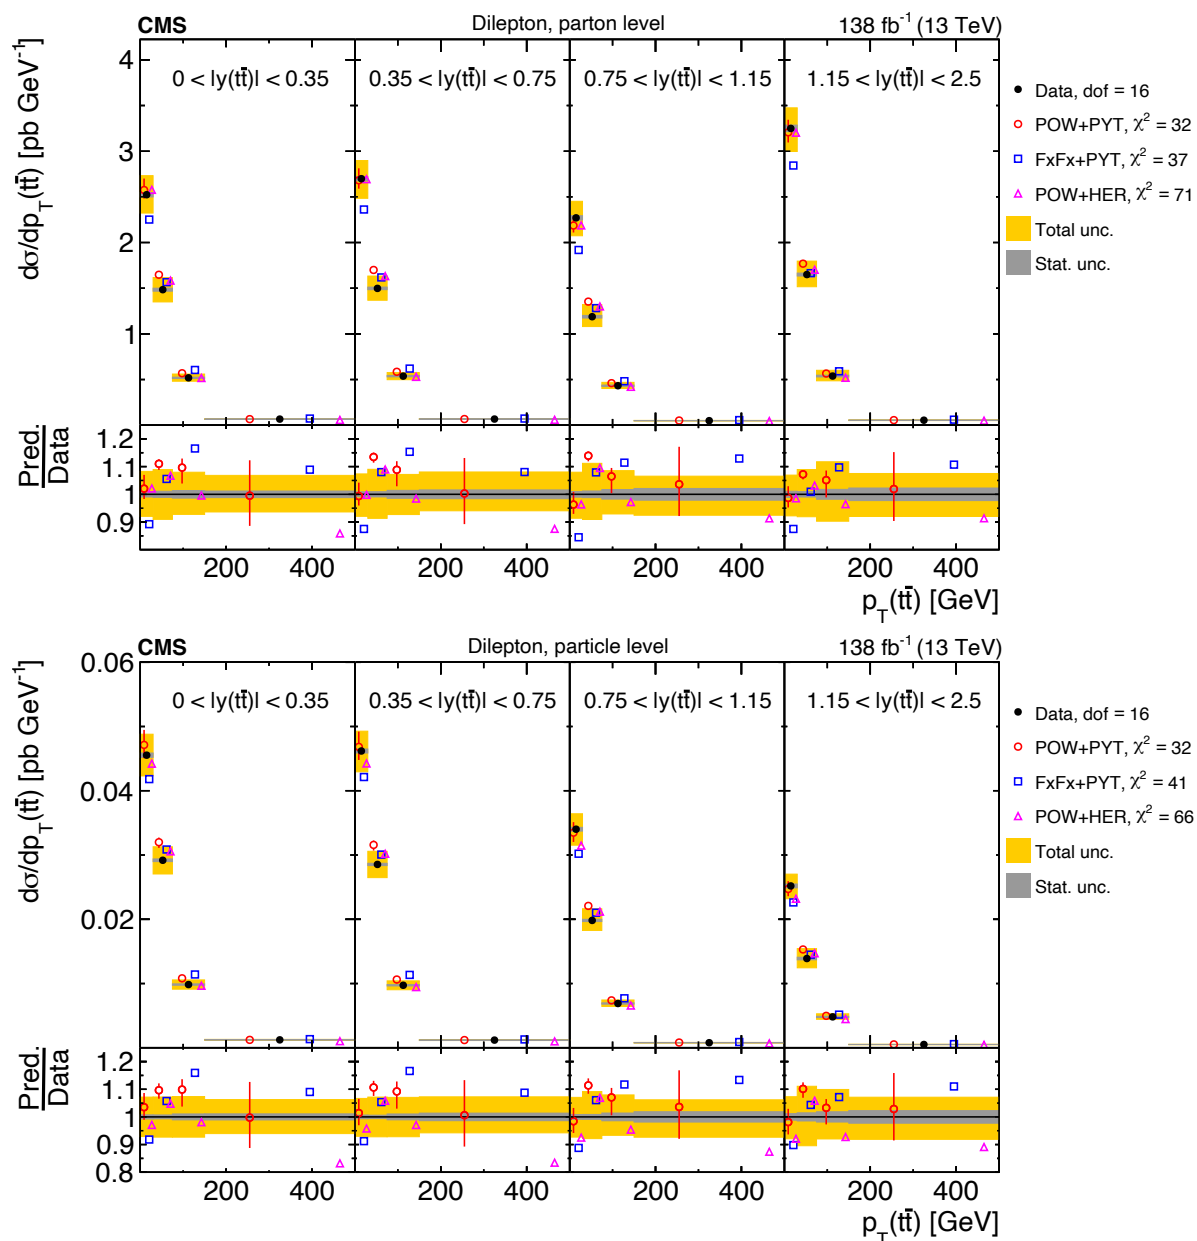 CMS Dilepton, parton level 138 fb⁻¹ (13 TeV)
dσ/dp_T(tt̄) [pb GeV⁻¹]
4
3
2
1
0 < |y(tt̄)| < 0.35 0.35 < |y(tt̄)| < 0.75 0.75 < |y(tt̄)| < 1.15 1.15 < |y(tt̄)| < 2.5
Data, dof = 16
POW+PYT, χ² = 32
FxFx+PYT, χ² = 37
POW+HER, χ² = 71
Total unc.
Stat. unc.
Pred.
Data
1.2
1.1
1
0.9
200 400 200 400 200 400 200 400
p_T(tt̄) [GeV]
CMS Dilepton, particle level 138 fb⁻¹ (13 TeV)
dσ/dp_T(tt̄) [pb GeV⁻¹]
0.06
0.04
0.02
0 < |y(tt̄)| < 0.35 0.35 < |y(tt̄)| < 0.75 0.75 < |y(tt̄)| < 1.15 1.15 < |y(tt̄)| < 2.5
Data, dof = 16
POW+PYT, χ² = 32
FxFx+PYT, χ² = 41
POW+HER, χ² = 66
Total unc.
Stat. unc.
Pred.
Data
1.2
1.1
1
0.9
0.8
200 400 200 400 200 400 200 400
p_T(tt̄) [GeV]